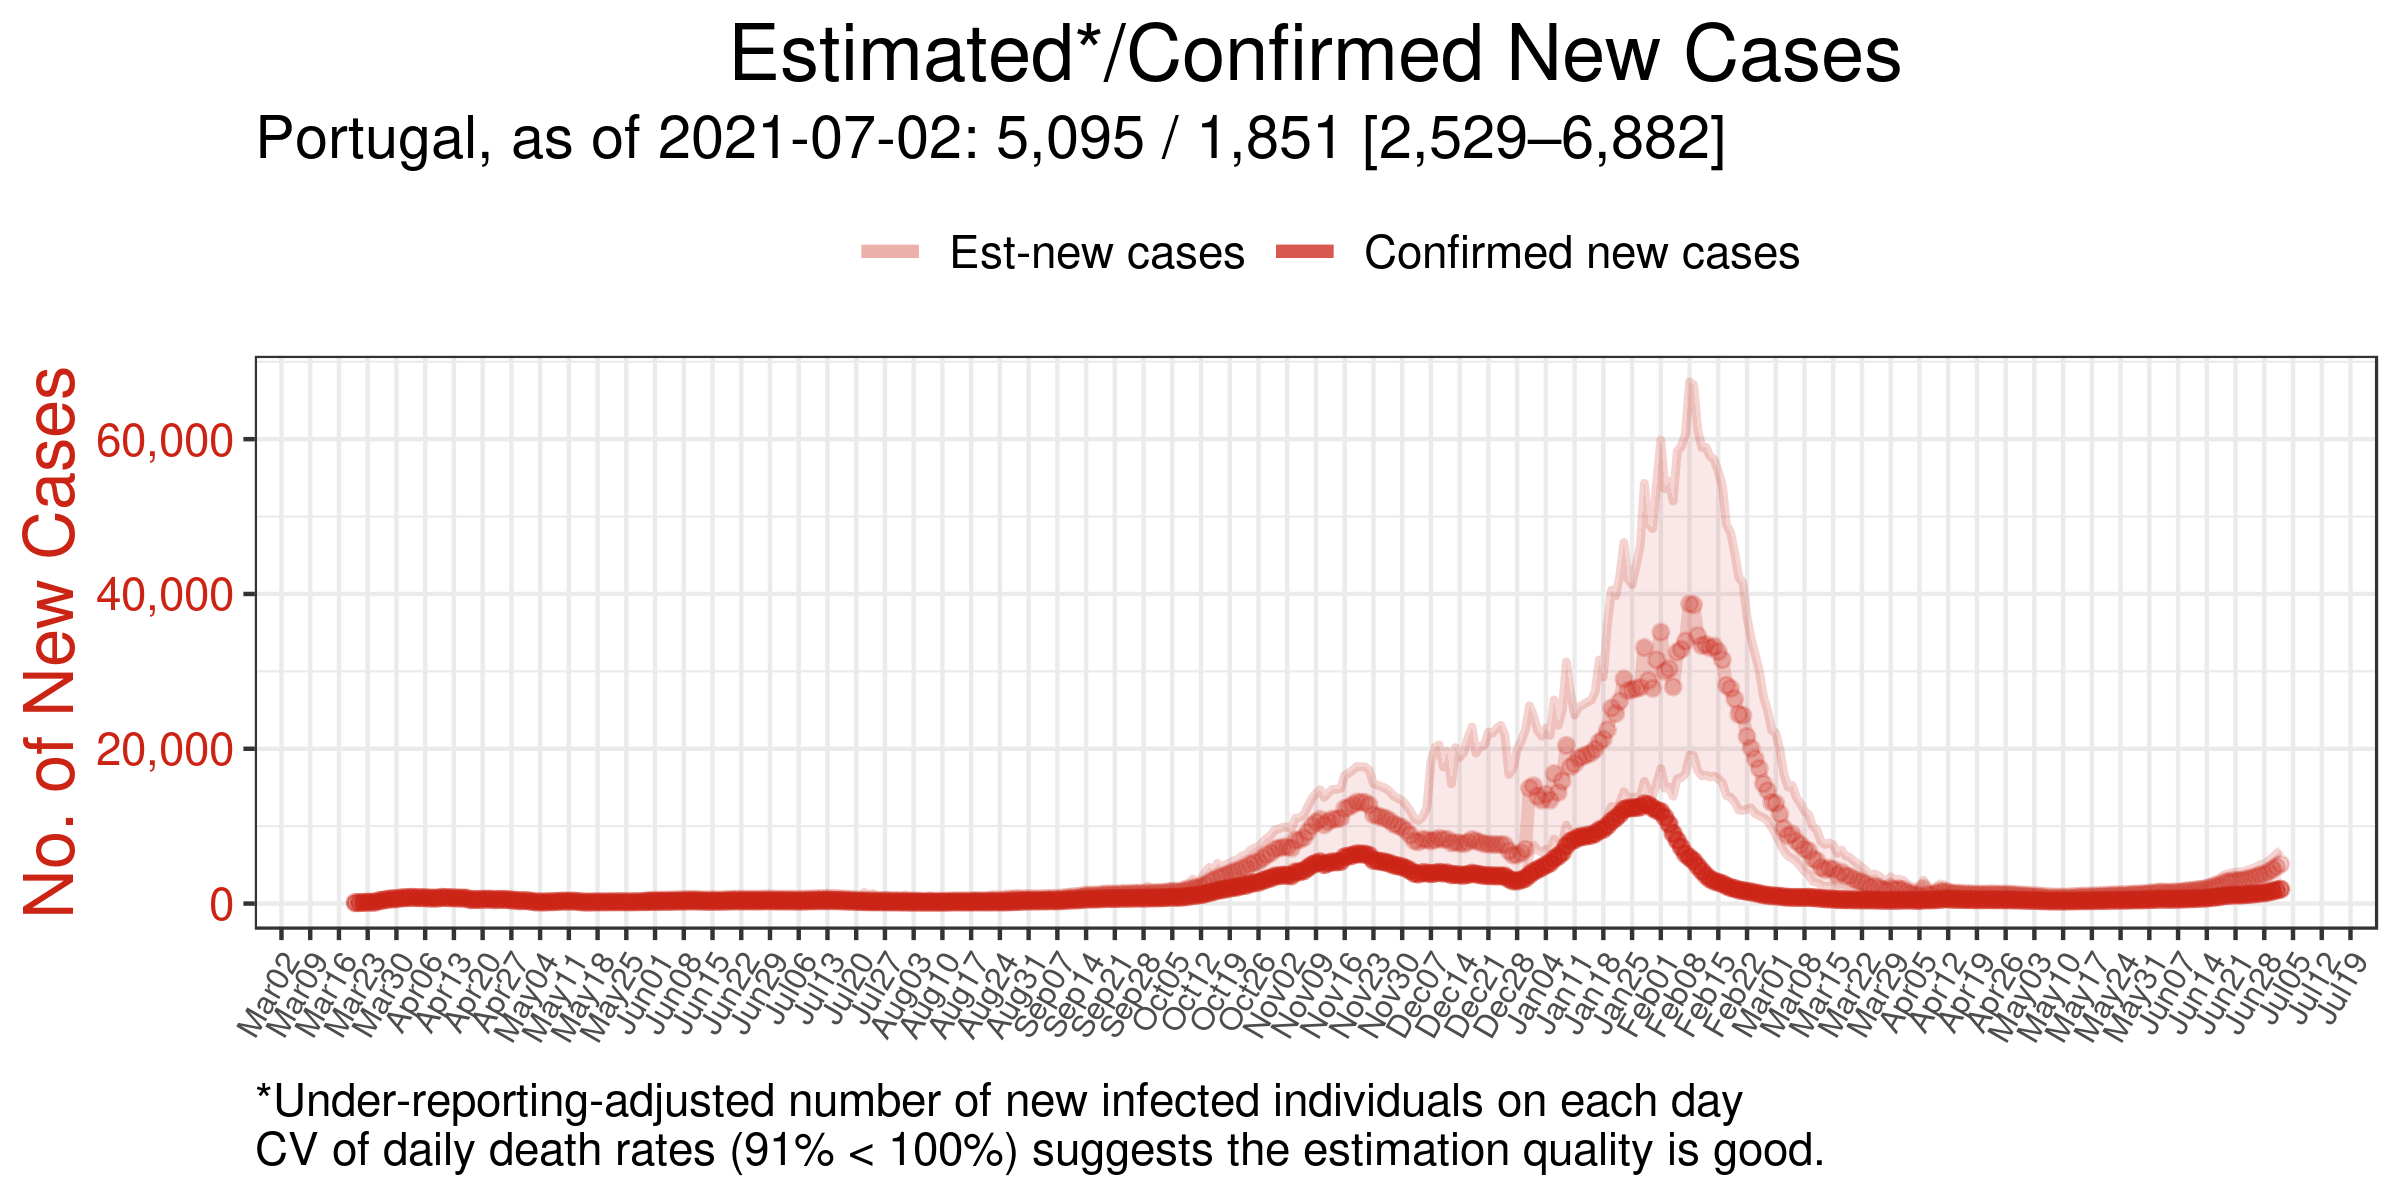 Estimated*/Confirmed New Cases
Portugal, as of 2021-07-02: 5,095 / 1,851 [2,529–6,882]
Est-new cases
Confirmed new cases
No. of New Cases
60,000
40,000
20,000
0
Mar02
Mar09
Mar16
Mar23
Mar30
Apr06
Apr13
Apr20
Apr27
May04
May11
May18
May25
Jun01
Jun08
Jun15
Jun22
Jun29
Jul06
Jul13
Jul20
Jul27
Aug03
Aug10
Aug17
Aug24
Aug31
Sep07
Sep14
Sep21
Sep28
Oct05
Oct12
Oct19
Oct26
Nov02
Nov09
Nov16
Nov23
Nov30
Dec07
Dec14
Dec21
Dec28
Jan04
Jan11
Jan18
Jan25
Feb01
Feb08
Feb15
Feb22
Mar01
Mar08
Mar15
Mar22
Mar29
Apr05
Apr12
Apr19
Apr26
May03
May10
May17
May24
May31
Jun07
Jun14
Jun21
Jun28
Jul05
Jul12
Jul19
*Under-reporting-adjusted number of new infected individuals on each day
CV of daily death rates (91% < 100%) suggests the estimation quality is good.